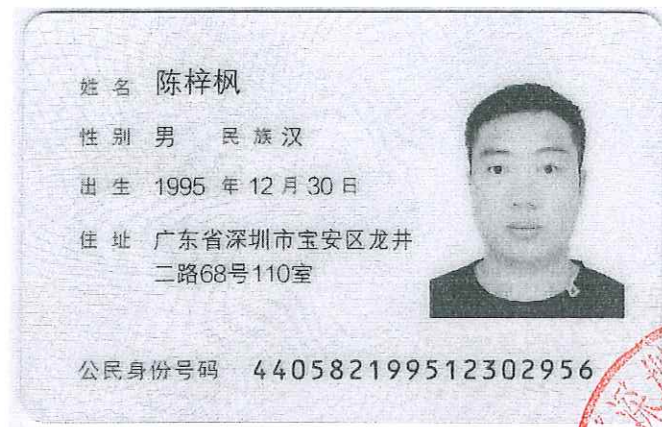 姓名 陈梓枫
性别 男 民族 汉
出生 1995 年 12 月 30 日
住址 广东省深圳市宝安区龙井
二路68号110室
公民身份号码 440582199512302956